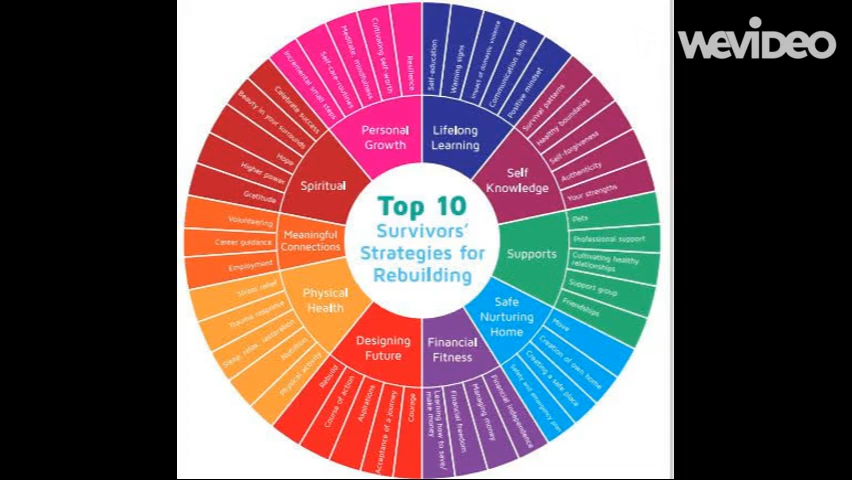 WEVIDEO
Top 10
Survivors'
Strategies for
Rebuilding
Lifelong
Learning
Self-education
Warning signs
Impact of domestic violence
Communication skills
Positive mindset
Self
Knowledge
Survival patterns
Healthy boundaries
Self-forgiveness
Authenticity
Your strengths
Supports
Pets
Professional support
Cultivating healthy
relationships
Support group
Friendships
Safe
Nurturing
Home
Move
Creation of own home
Creating a safe place
Safety and emergency plan
Financial
Fitness
Financial independence
Managing money
Financial freedom
Learning how to save/
make money
Designing
Future
Courage
Acceptance of a journey
Aspirations
Course of action
Rebuild
Physical
Health
Physical activity
Nutrition
Sleep, relax, restoration
Trauma response
Stress relief
Meaningful
Connections
Employment
Career guidance
Volunteering
Spiritual
Gratitude
Higher power
Hope
Beauty in your surrounds
Celebrate success
Personal
Growth
Incremental small steps
Self-care routines
Meditate, mindfulness
Cultivating self-worth
Resilience